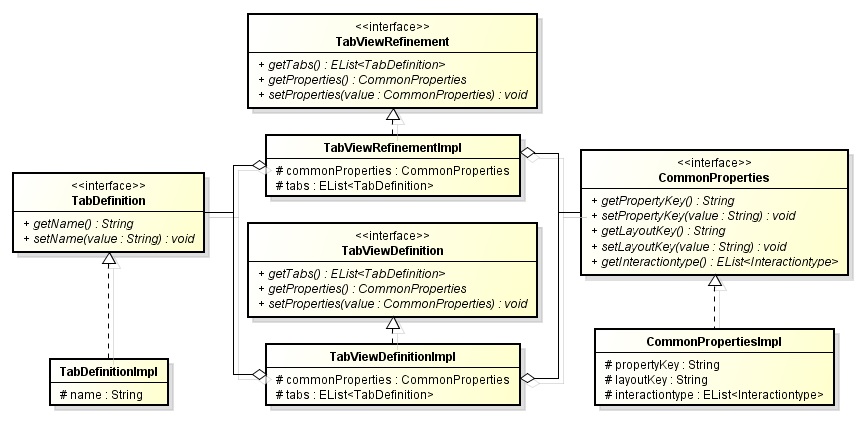 <<interface>>
TabViewRefinement
+ getTabs() : EList<TabDefinition>
+ getProperties() : CommonProperties
+ setProperties(value : CommonProperties) : void
TabViewRefinementImpl
# commonProperties : CommonProperties
# tabs : EList<TabDefinition>
<<interface>>
TabDefinition
+ getName() : String
+ setName(value : String) : void
<<interface>>
CommonProperties
+ getPropertyKey() : String
+ setPropertyKey(value : String) : void
+ getLayoutKey() : String
+ setLayoutKey(value : String) : void
+ getInteractiontype() : EList<Interactiontype>
<<interface>>
TabViewDefinition
+ getTabs() : EList<TabDefinition>
+ getProperties() : CommonProperties
+ setProperties(value : CommonProperties) : void
TabViewDefinitionImpl
# commonProperties : CommonProperties
# tabs : EList<TabDefinition>
TabDefinitionImpl
# name : String
CommonPropertiesImpl
# propertyKey : String
# layoutKey : String
# interactiontype : EList<Interactiontype>